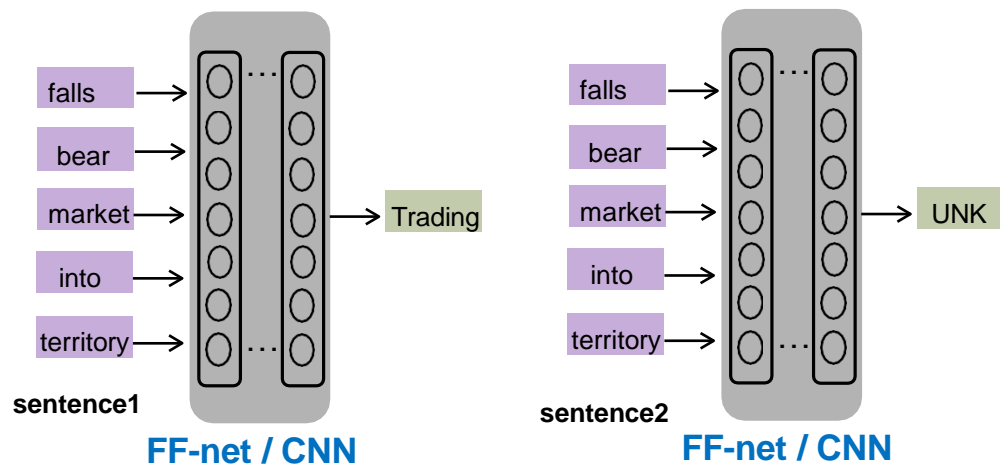 falls
bear
market
into
territory
...
...
Trading
sentence1
FF-net / CNN
falls
bear
market
into
territory
...
...
UNK
sentence2
FF-net / CNN